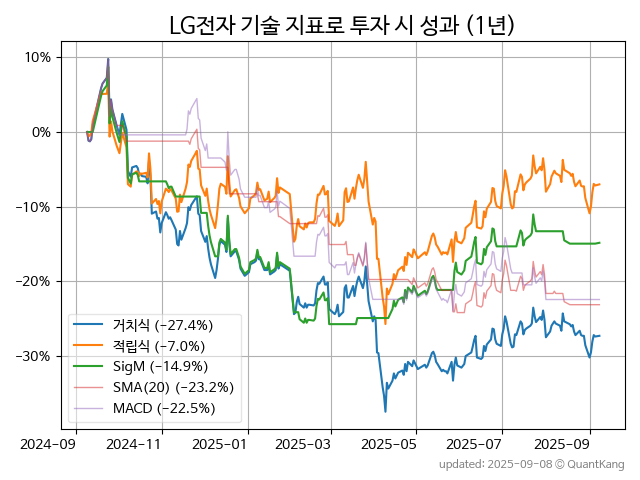 LG전자 기술 지표로 투자 시 성과 (1년)
10%
0%
−10%
−20%
−30%
거치식 (−27.4%)
적립식 (−7.0%)
SigM (−14.9%)
SMA(20) (−23.2%)
MACD (−22.5%)
2024-09
2024-11
2025-01
2025-03
2025-05
2025-07
2025-09
updated: 2025-09-08 © QuantKang